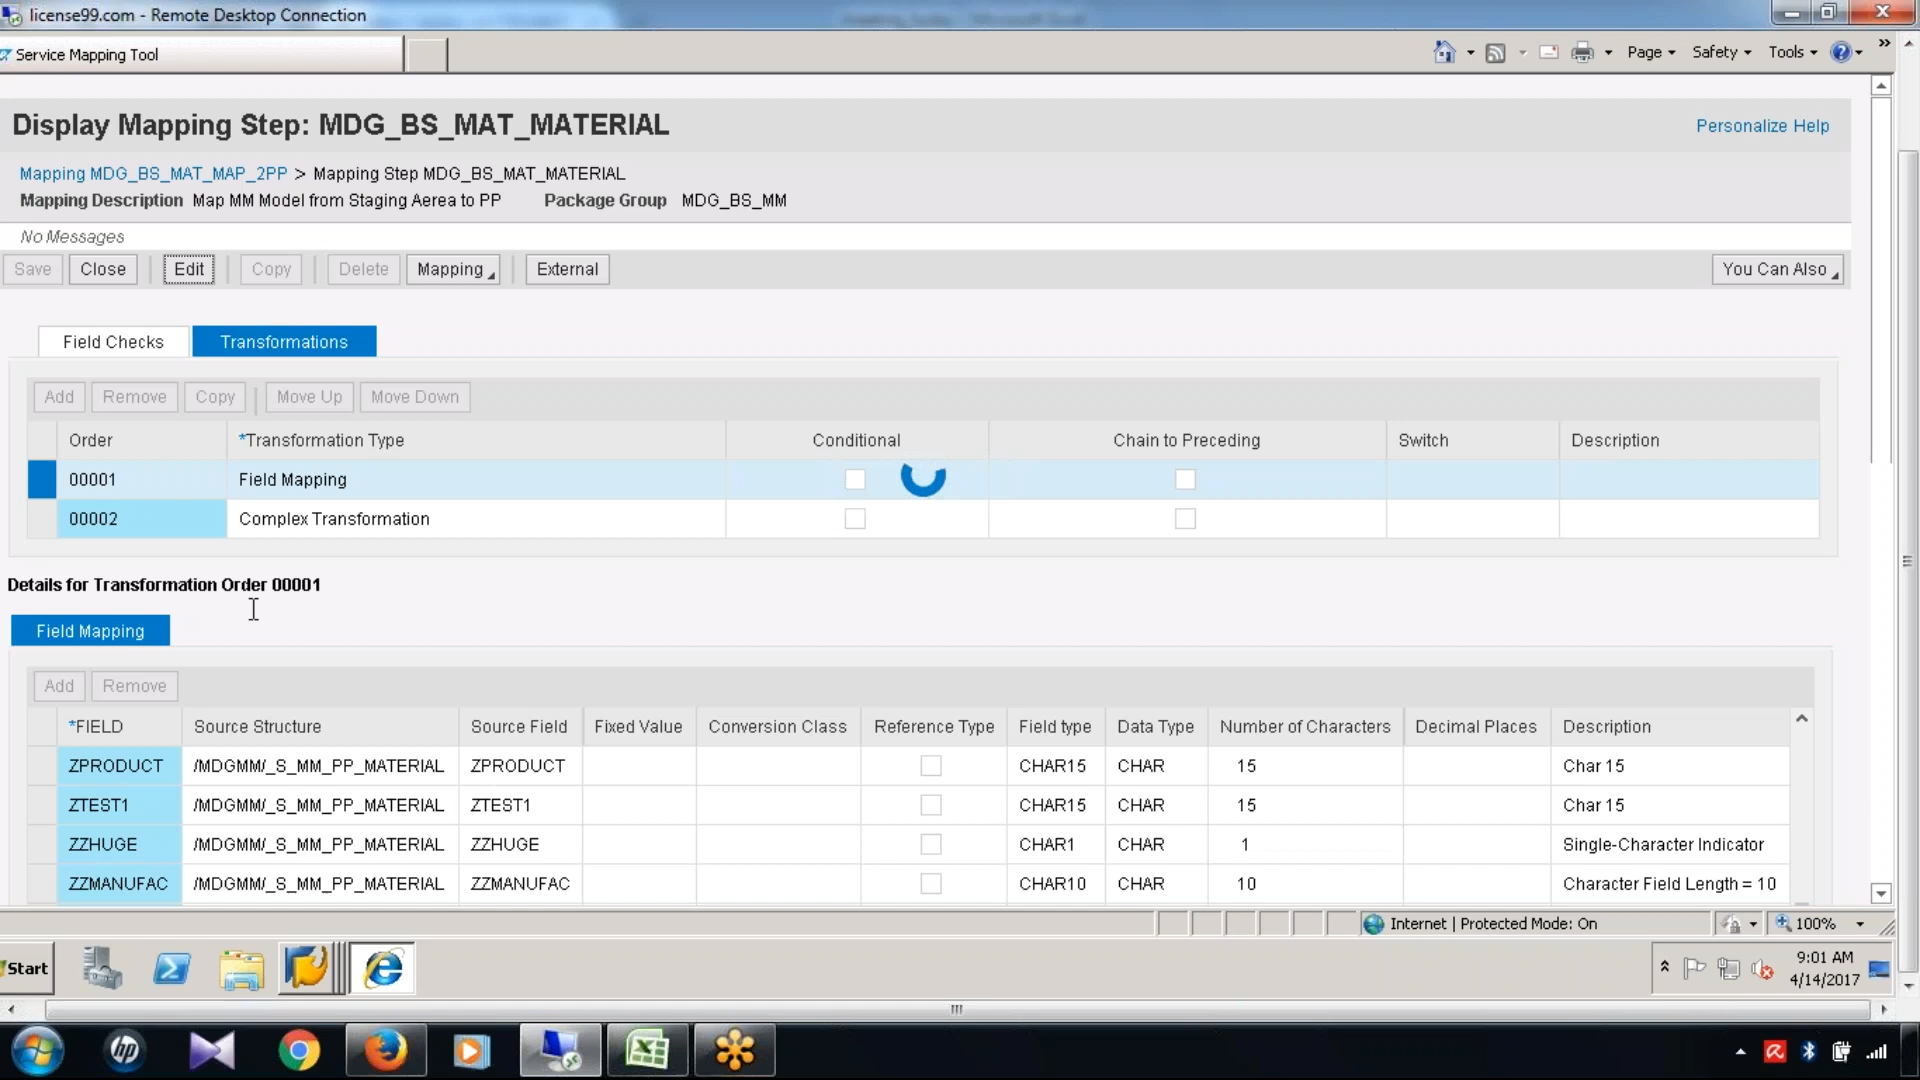 license99.com - Remote Desktop Connection
Service Mapping Tool
Page
Safety
Tools
Display Mapping Step: MDG_BS_MAT_MATERIAL
Personalize Help
Mapping MDG_BS_MAT_MAP_2PP > Mapping Step MDG_BS_MAT_MATERIAL
Mapping Description Map MM Model from Staging Aerea to PP Package Group MDG_BS_MM
No Messages
Save Close Edit Copy Delete Mapping External You Can Also
Field Checks Transformations
Add Remove Copy Move Up Move Down
Order *Transformation Type Conditional Chain to Preceding Switch Description
00001 Field Mapping
00002 Complex Transformation
Details for Transformation Order 00001
Field Mapping
Add Remove
*FIELD Source Structure Source Field Fixed Value Conversion Class Reference Type Field type Data Type Number of Characters Decimal Places Description
ZPRODUCT /MDGMM/_S_MM_PP_MATERIAL ZPRODUCT CHAR15 CHAR 15 Char 15
ZTEST1 /MDGMM/_S_MM_PP_MATERIAL ZTEST1 CHAR15 CHAR 15 Char 15
ZZHUGE /MDGMM/_S_MM_PP_MATERIAL ZZHUGE CHAR1 CHAR 1 Single-Character Indicator
ZZMANUFAC /MDGMM/_S_MM_PP_MATERIAL ZZMANUFAC CHAR10 CHAR 10 Character Field Length = 10
Internet | Protected Mode: On
100%
Start
9:01 AM
4/14/2017
hp